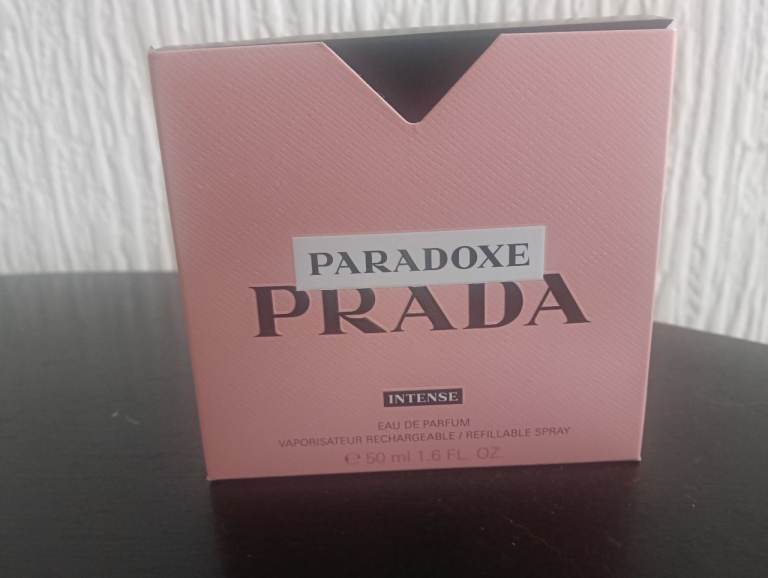 PARADOXE
PRADA
INTENSE
EAU DE PARFUM
VAPORISATEUR RECHARGEABLE / REFILLABLE SPRAY
℮ 50 ml 1.6 FL. OZ.